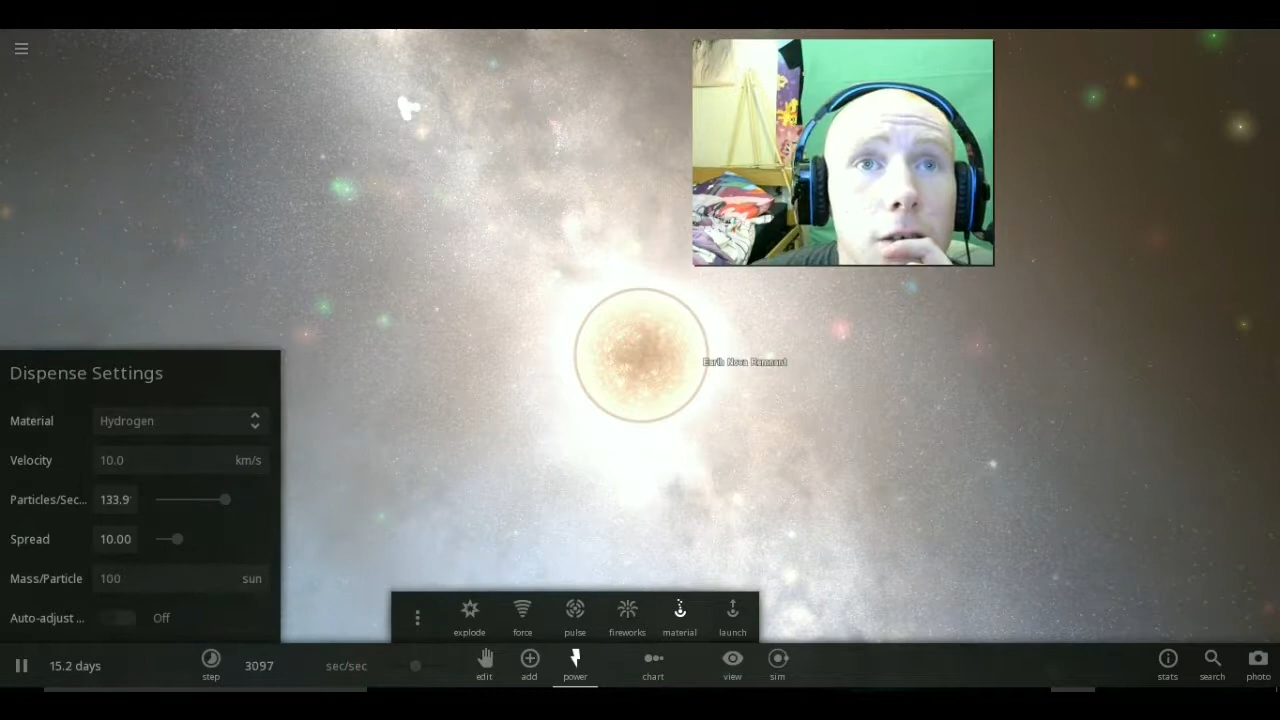 Earth Nova Remnant
Dispense Settings
Material Hydrogen
Velocity 10.0 km/s
Particles/Sec... 133.9
Spread 10.00
Mass/Particle 100 sun
Auto-adjust ... Off
explode force pulse fireworks material launch
15.2 days step 3097 sec/sec edit add power chart view sim stats search photo